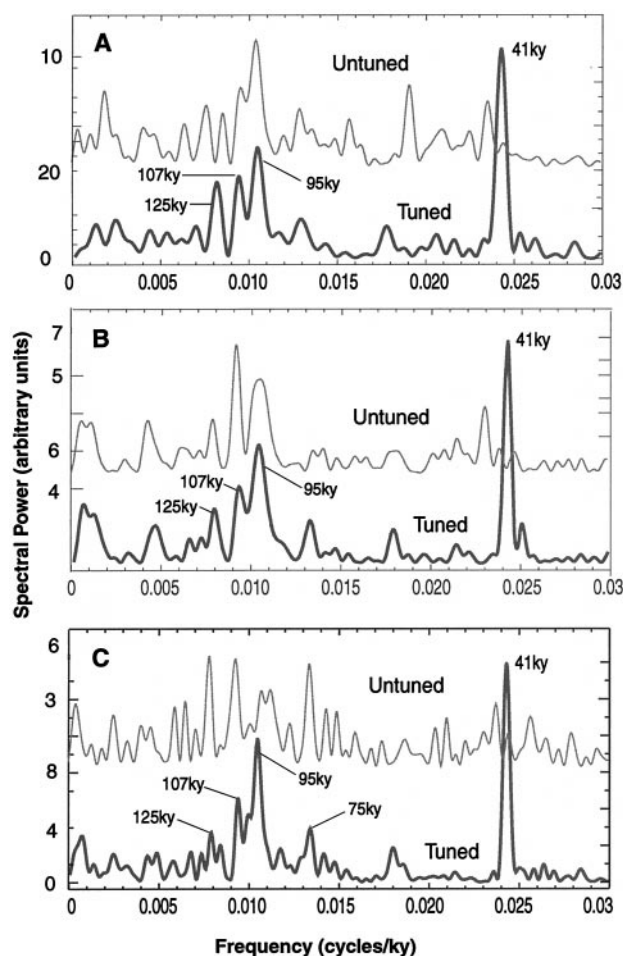 A
10
Untuned
41ky
20
107ky
95ky
125ky
Tuned
0
0 0.005 0.010 0.015 0.020 0.025 0.03
Spectral Power (arbitrary units)
B
7
5
Untuned
41ky
6
4
107ky
95ky
125ky
Tuned
0 0.005 0.010 0.015 0.020 0.025 0.03
C
6
3
Untuned
41ky
8
107ky
95ky
125ky
75ky
4
Tuned
0
0 0.005 0.010 0.015 0.020 0.025 0.03
Frequency (cycles/ky)